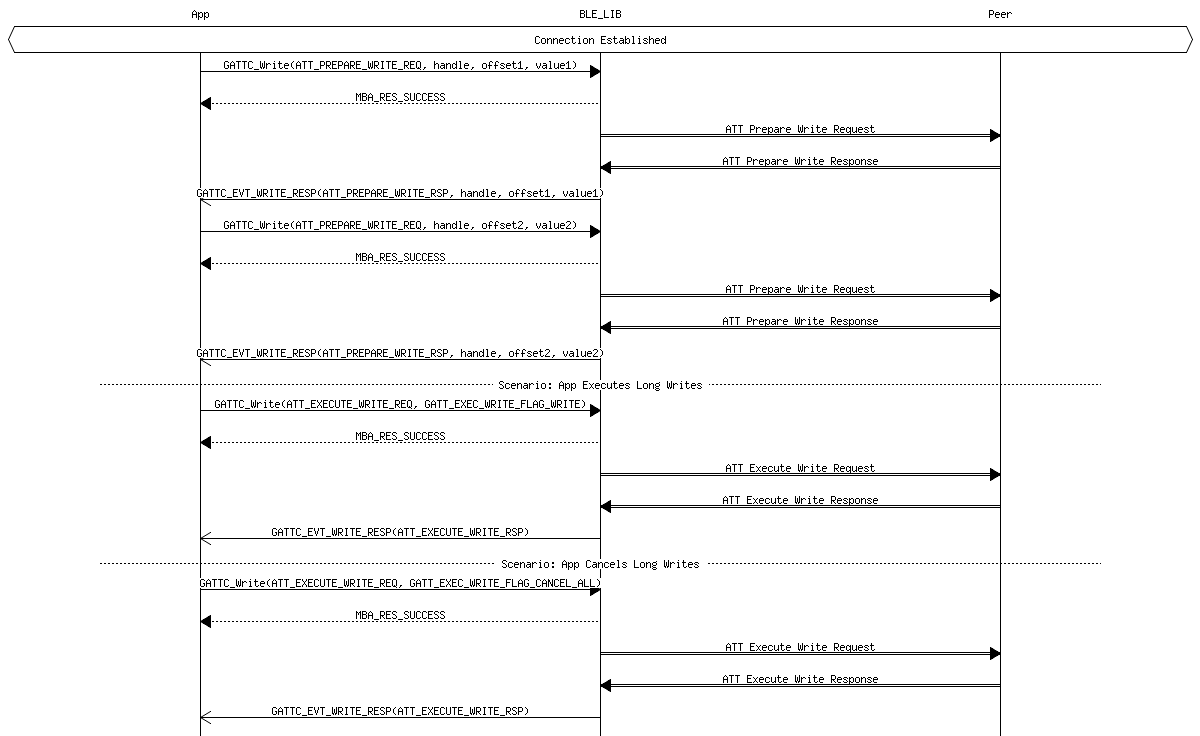 App BLE_LIB Peer
Connection Established
GATTC_Write(ATT_PREPARE_WRITE_REQ, handle, offset1, value1)
MBA_RES_SUCCESS
ATT Prepare Write Request
ATT Prepare Write Response
GATTC_EVT_WRITE_RESP(ATT_PREPARE_WRITE_RSP, handle, offset1, value1)
GATTC_Write(ATT_PREPARE_WRITE_REQ, handle, offset2, value2)
MBA_RES_SUCCESS
ATT Prepare Write Request
ATT Prepare Write Response
GATTC_EVT_WRITE_RESP(ATT_PREPARE_WRITE_RSP, handle, offset2, value2)
Scenario: App Executes Long Writes
GATTC_Write(ATT_EXECUTE_WRITE_REQ, GATT_EXEC_WRITE_FLAG_WRITE)
MBA_RES_SUCCESS
ATT Execute Write Request
ATT Execute Write Response
GATTC_EVT_WRITE_RESP(ATT_EXECUTE_WRITE_RSP)
Scenario: App Cancels Long Writes
GATTC_Write(ATT_EXECUTE_WRITE_REQ, GATT_EXEC_WRITE_FLAG_CANCEL_ALL)
MBA_RES_SUCCESS
ATT Execute Write Request
ATT Execute Write Response
GATTC_EVT_WRITE_RESP(ATT_EXECUTE_WRITE_RSP)